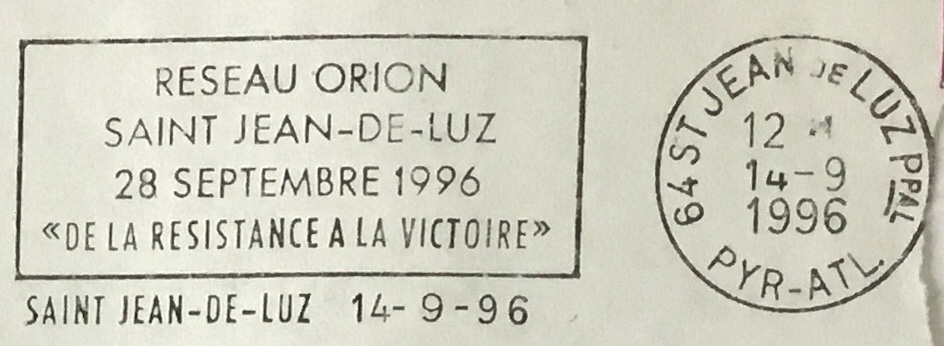 RESEAU ORION
SAINT JEAN-DE-LUZ
28 SEPTEMBRE 1996
«DE LA RESISTANCE A LA VICTOIRE»
SAINT JEAN-DE-LUZ 14-9-96
64 ST JEAN DE LUZ PPAL
12 H
14-9
1996
PYR-ATL.